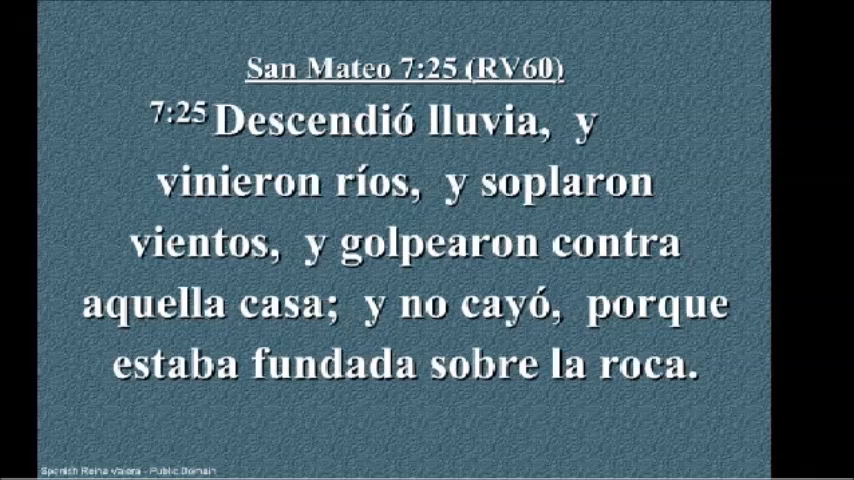 San Mateo 7:25 (RV60)
7:25 Descendió lluvia, y
vinieron ríos, y soplaron
vientos, y golpearon contra
aquella casa; y no cayó, porque
estaba fundada sobre la roca.
Spanish Reina Valera - Public Domain